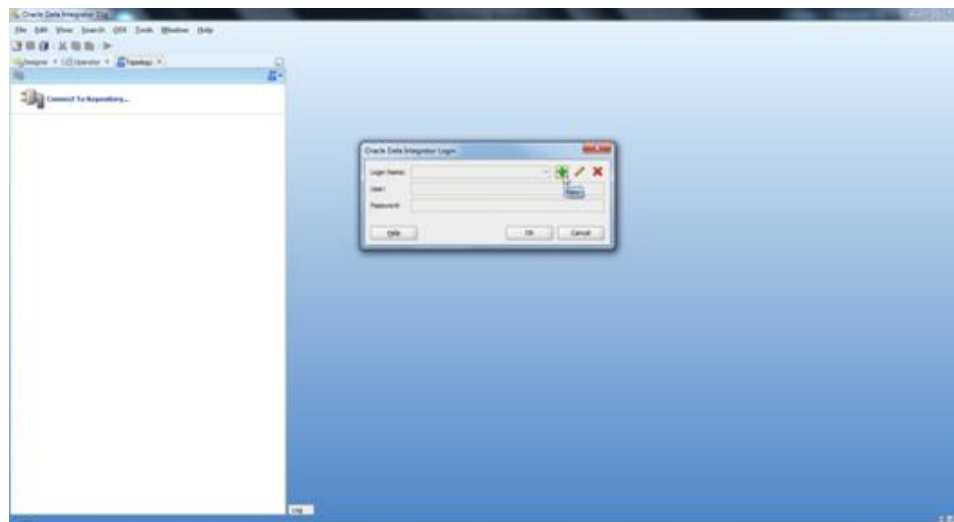 Oracle Data Integrator 11g
File Edit View Search ODI Tools Window Help
Designer Operator Topology
Connect To Repository...
Oracle Data Integrator Login
Login Name:
User:
Password:
Help OK Cancel
Log